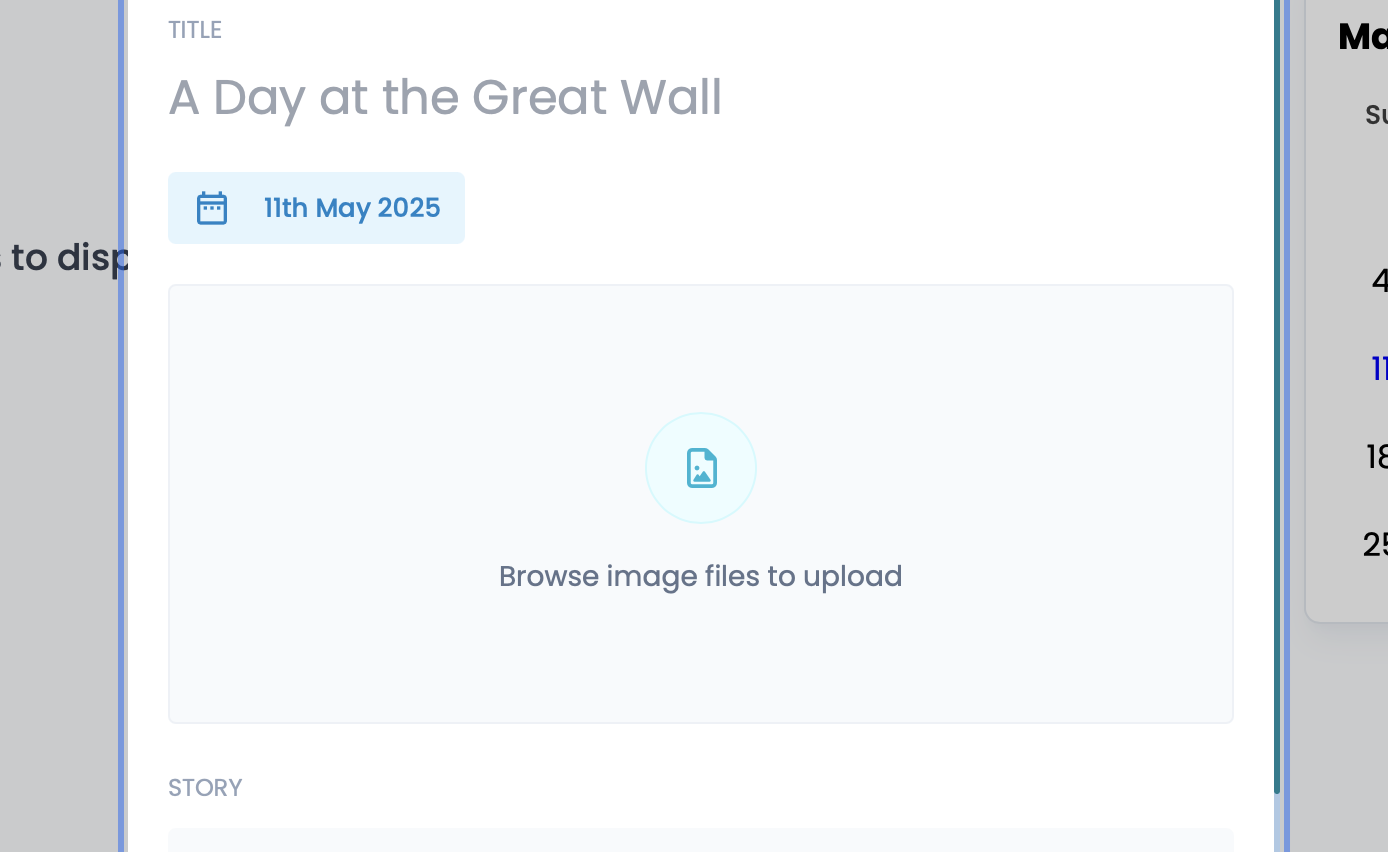 TITLE
A Day at the Great Wall
11th May 2025
Browse image files to upload
STORY
to disp
Ma
Su
4
11
18
25